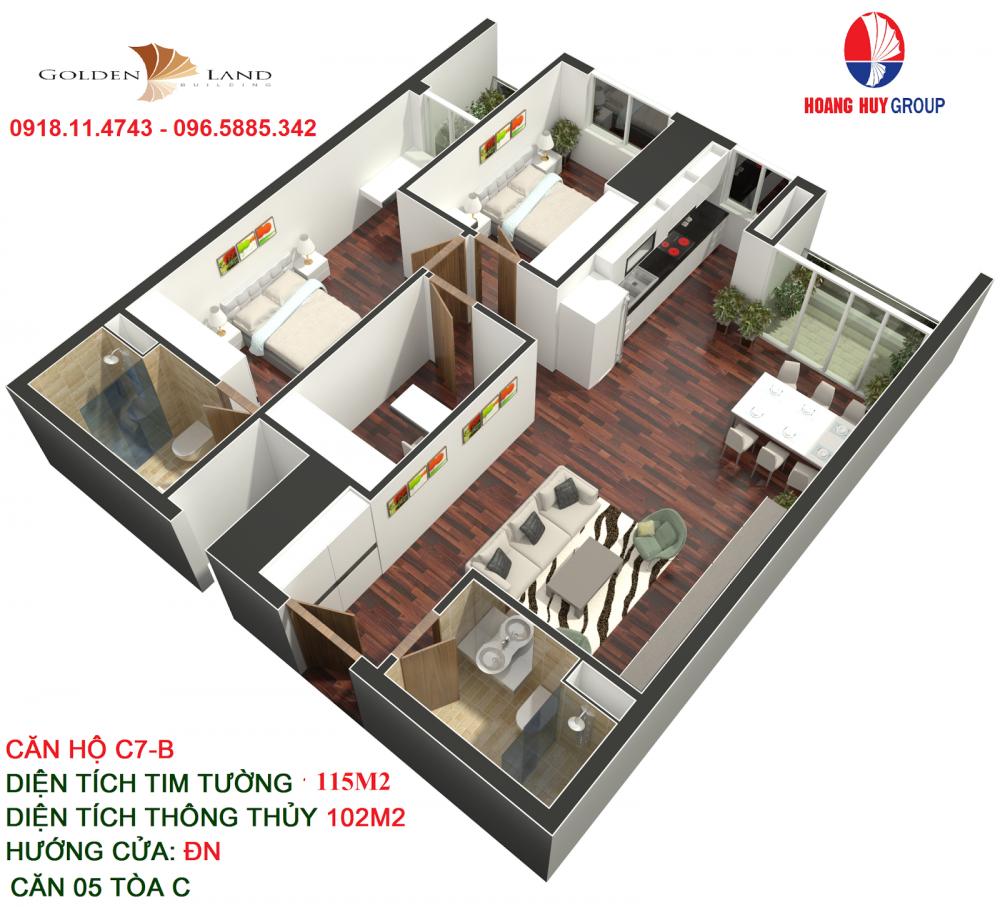 GOLDEN LAND
BUILDING
0918.11.4743 - 096.5885.342
HOANG HUY GROUP
CĂN HỘ C7-B
DIỆN TÍCH TIM TƯỜNG : 115M2
DIỆN TÍCH THÔNG THỦY 102M2
HƯỚNG CỬA: ĐN
CĂN 05 TÒA C